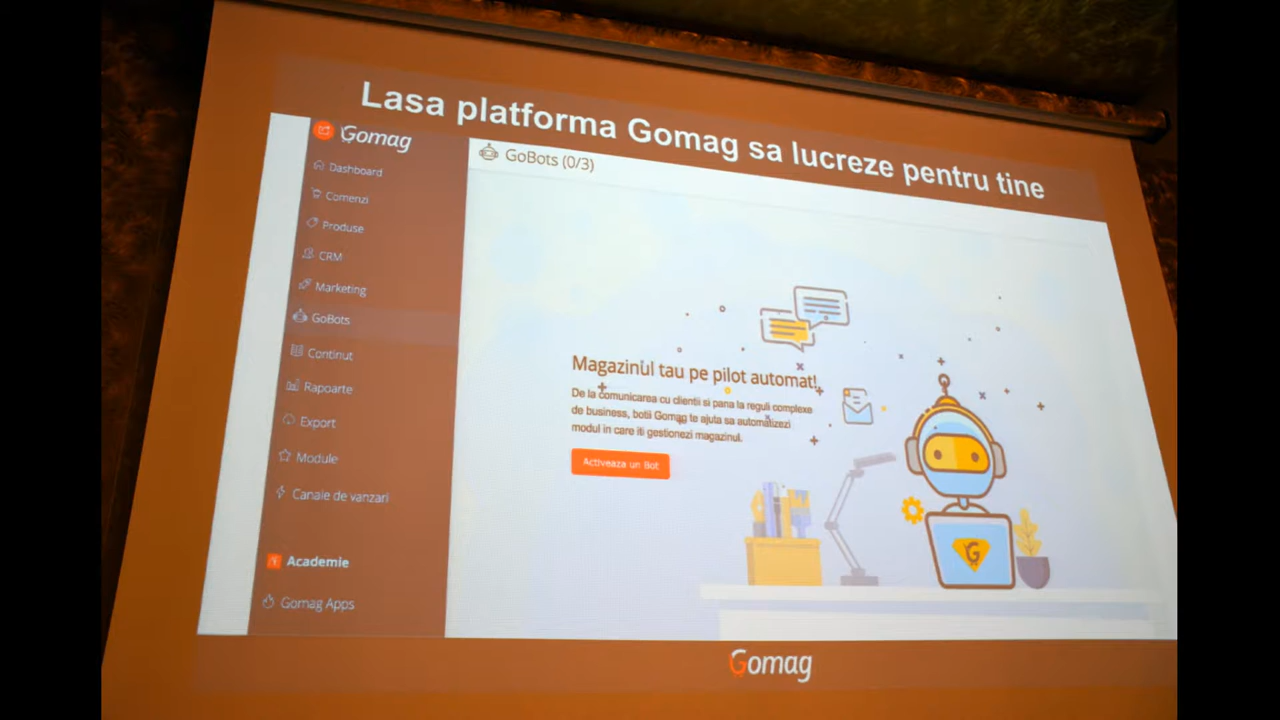 Lasa platforma Gomag sa lucreze pentru tine
Gomag
Dashboard
Comenzi
Produse
CRM
Marketing
GoBots
Continut
Rapoarte
Export
Module
Canale de vanzari
Academie
Gomag Apps
GoBots (0/3)
Magazinul tau pe pilot automat!
De la comunicarea cu clientii si pana la reguli complexe
de business, botii Gomag te ajuta sa automatizezi
modul in care iti gestionezi magazinul.
Activeaza un Bot
G
Gomag